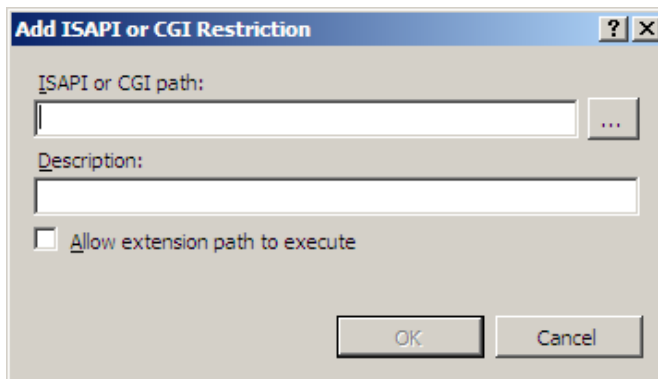 Add ISAPI or CGI Restriction
ISAPI or CGI path:
...
Description:
Allow extension path to execute
OK Cancel